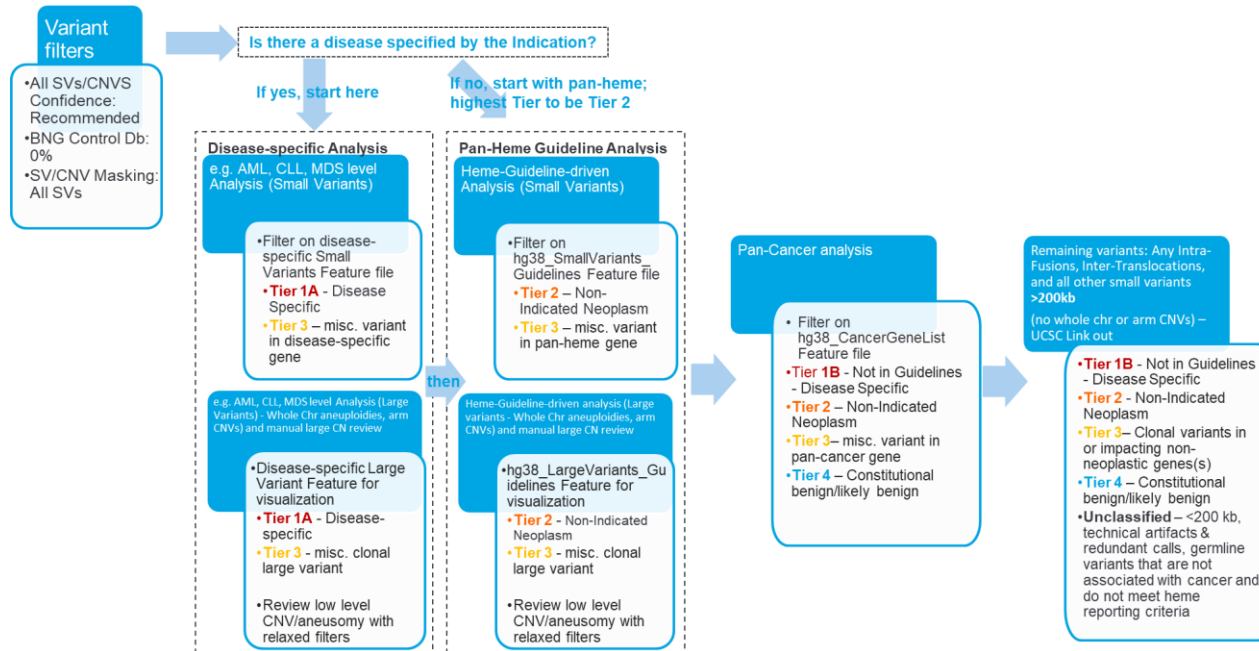 Variant
filters
•All SVs/CNVS
Confidence:
Recommended
•BNG Control Db:
0%
•SV/CNV Masking:
All SVs
Is there a disease specified by the Indication?
If yes, start here
If no, start with pan-heme;
highest Tier to be Tier 2
Disease-specific Analysis
e.g. AML, CLL, MDS level
Analysis (Small Variants)
•Filter on disease-
specific Small
Variants Feature file
•Tier 1A - Disease
Specific
•Tier 3 – misc. variant
in disease-specific
gene
e.g. AML, CLL, MDS level Analysis (Large
Variants) - Whole Chr aneuploidies, arm
CNVs) and manual large CN review
•Disease-specific Large
Variant Feature for
visualization
•Tier 1A - Disease-
specific
•Tier 3 - misc. clonal
large variant
•Review low level
CNV/aneusomy with
relaxed filters
then
Pan-Heme Guideline Analysis
Heme-Guideline-driven
Analysis (Small Variants)
•Filter on
hg38_SmallVariants_
Guidelines Feature file
•Tier 2 – Non-
Indicated Neoplasm
•Tier 3 – misc. variant
in pan-heme gene
Heme-Guideline-driven analysis (Large
variants - Whole Chr aneuploidies, arm
CNVs) and manual large CN review
•hg38_LargeVariants_Gu
idelines Feature for
visualization
•Tier 2 - Non-Indicated
Neoplasm
•Tier 3 - misc. clonal
large variant
•Review low level
CNV/aneusomy with
relaxed filters
Pan-Cancer analysis
• Filter on
hg38_CancerGeneList
Feature file
•Tier 1B - Not in Guidelines
- Disease Specific
•Tier 2 – Non-Indicated
Neoplasm
•Tier 3– misc. variant in
pan-cancer gene
•Tier 4 – Constitutional
benign/likely benign
Remaining variants: Any Intra-
Fusions, Inter-Translocations,
and all other small variants
>200kb
(no whole chr or arm CNVs) –
UCSC Link out
•Tier 1B - Not in Guidelines
- Disease Specific
•Tier 2 – Non-Indicated
Neoplasm
•Tier 3– Clonal variants in
or impacting non-
neoplastic genes(s)
•Tier 4 – Constitutional
benign/likely benign
•Unclassified – <200 kb,
technical artifacts &
redundant calls, germline
variants that are not
associated with cancer and
do not meet heme
reporting criteria